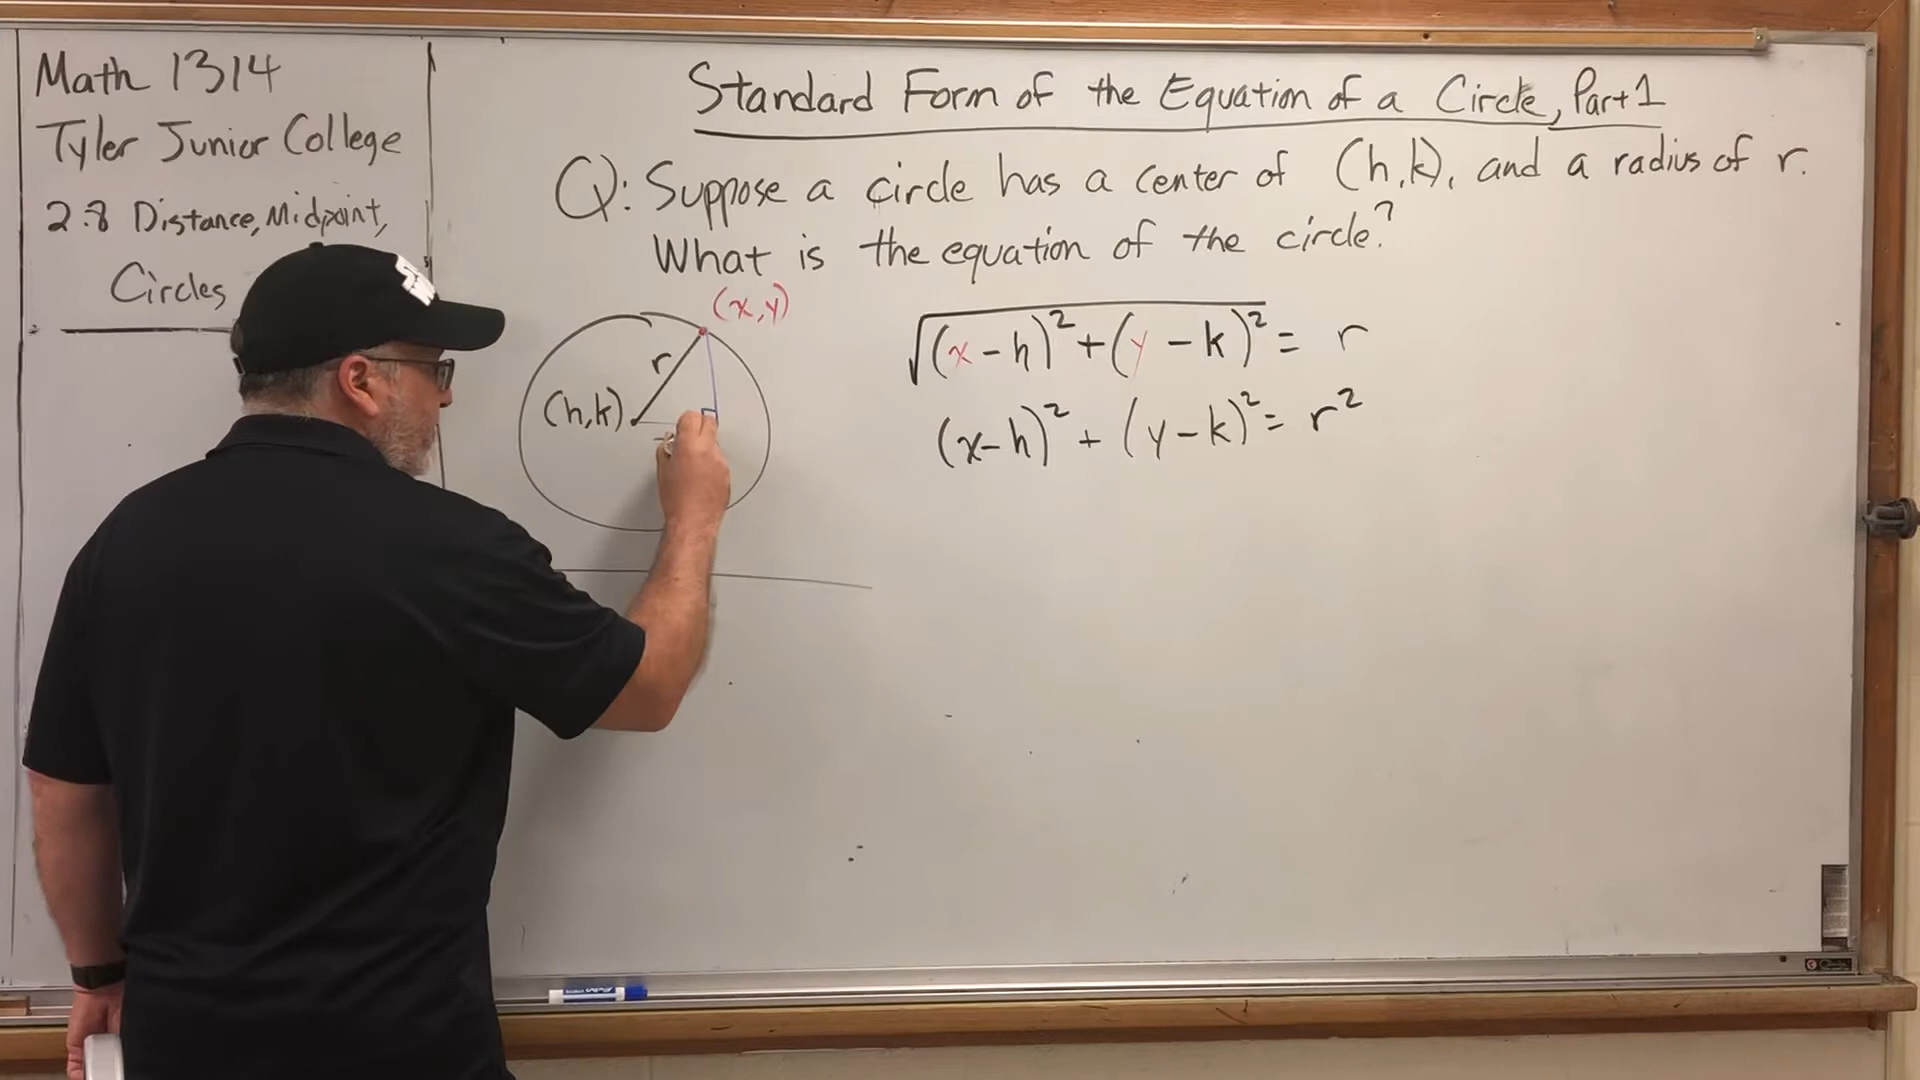 Math 1314
Tyler Junior College
2.8 Distance, Midpoint,
Circles
Standard Form of the Equation of a Circle, Part 1
Q: Suppose a circle has a center of (h,k), and a radius of r.
What is the equation of the circle?
(x,y)
r
(h,k)
√((x-h)²+(y-k)²) = r
(x-h)² + (y-k)² = r²